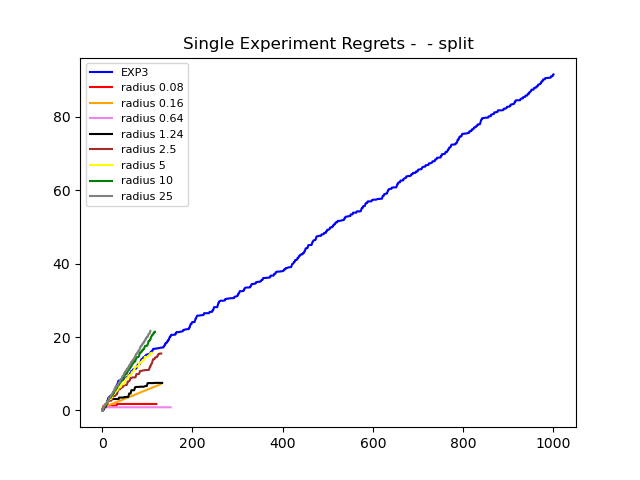 Single Experiment Regrets -  - split
EXP3
radius 0.08
radius 0.16
radius 0.64
radius 1.24
radius 2.5
radius 5
radius 10
radius 25
80
60
40
20
0
0 200 400 600 800 1000